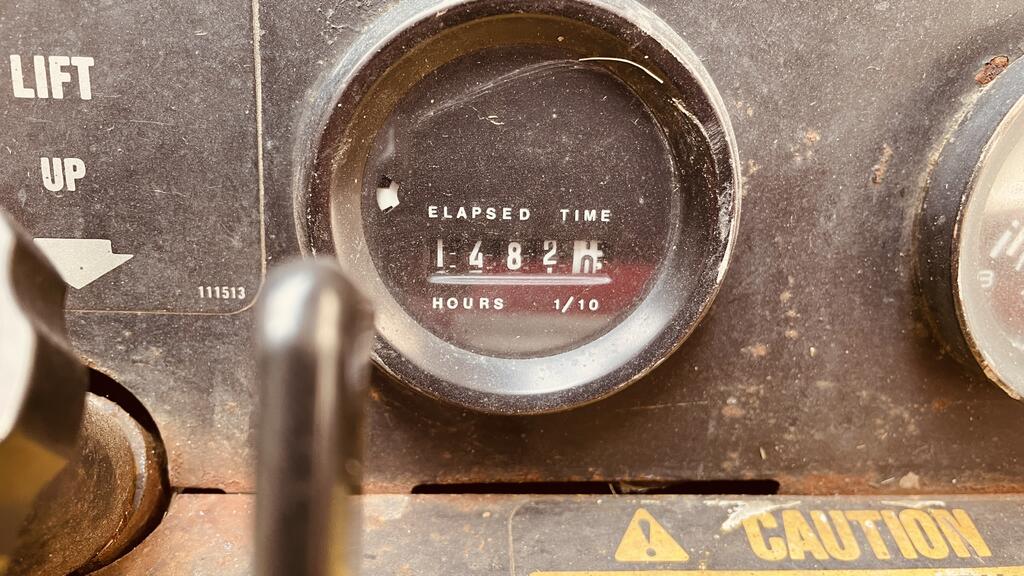 LIFT
UP
111513
ELAPSED TIME
1482
HOURS 1/10
CAUTION